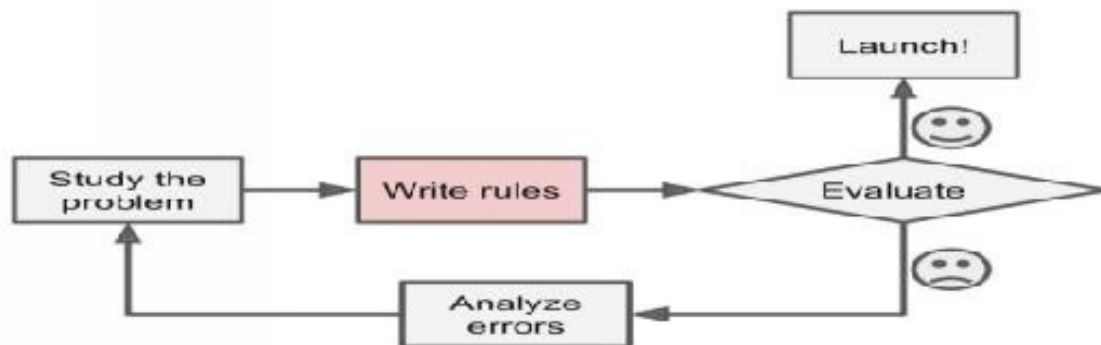 Launch!
Study the
problem
Write rules
Evaluate
Analyze
errors